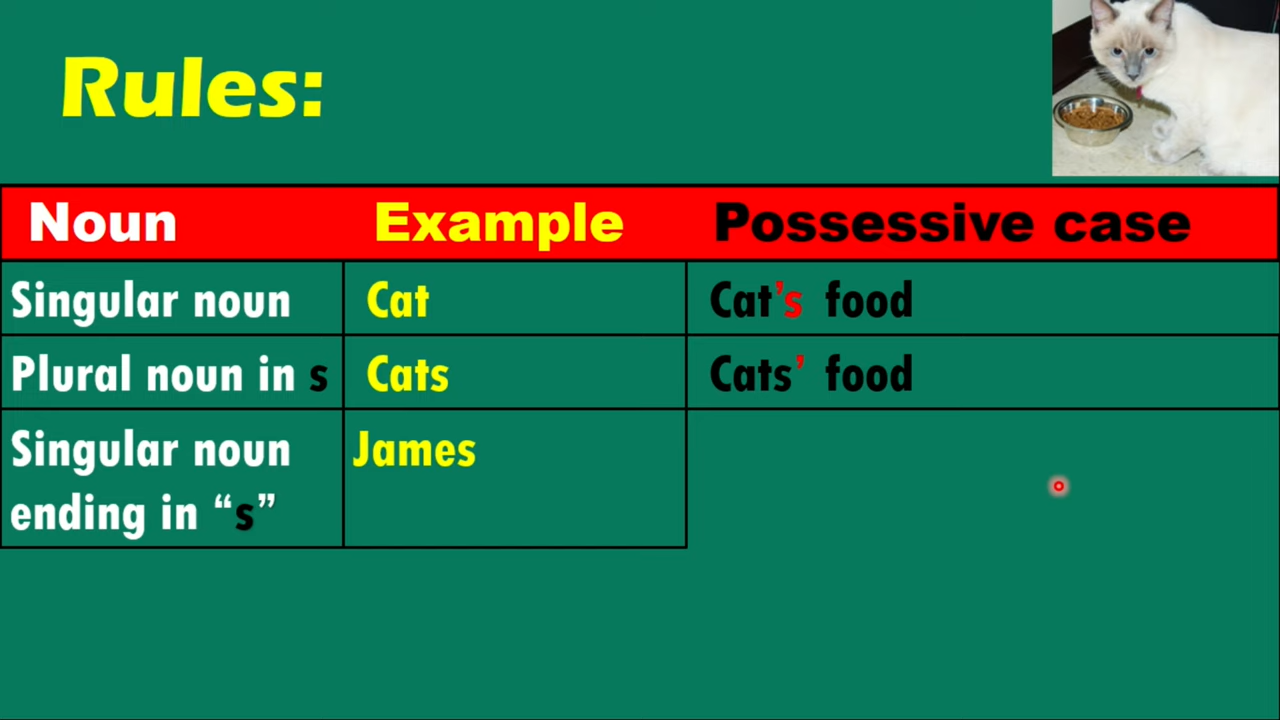 Rules:
Noun Example Possessive case
Singular noun Cat Cat’s food
Plural noun in s Cats Cats’ food
Singular noun James
ending in “s”